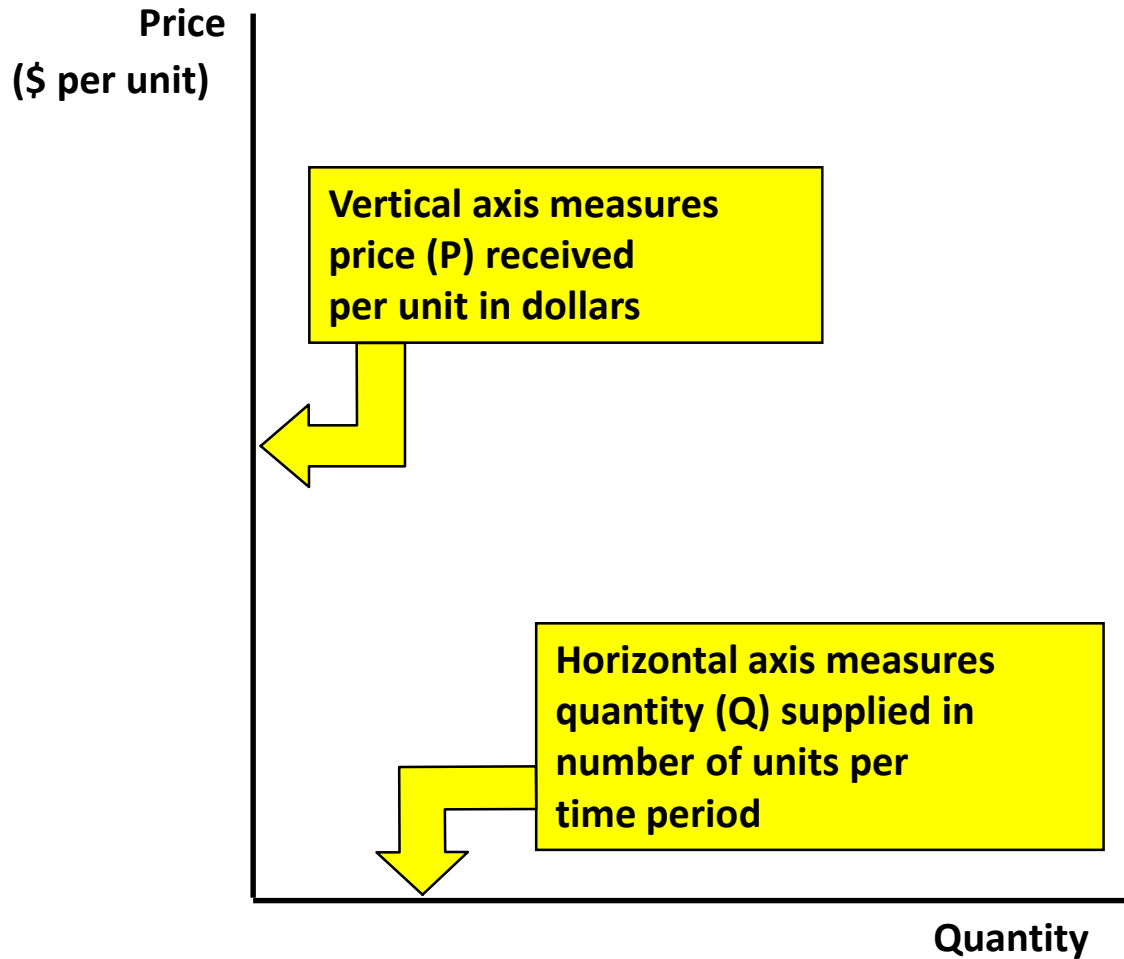 Price
($ per unit)
Vertical axis measures
price (P) received
per unit in dollars
Horizontal axis measures
quantity (Q) supplied in
number of units per
time period
Quantity